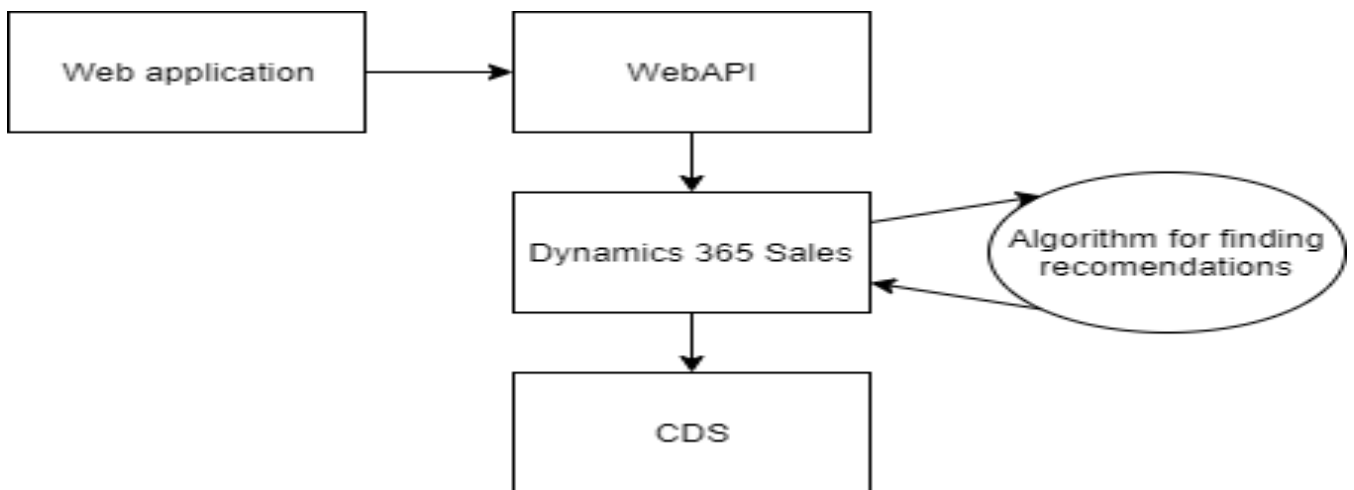 Web application
WebAPI
Dynamics 365 Sales
Algorithm for finding
recomendations
CDS